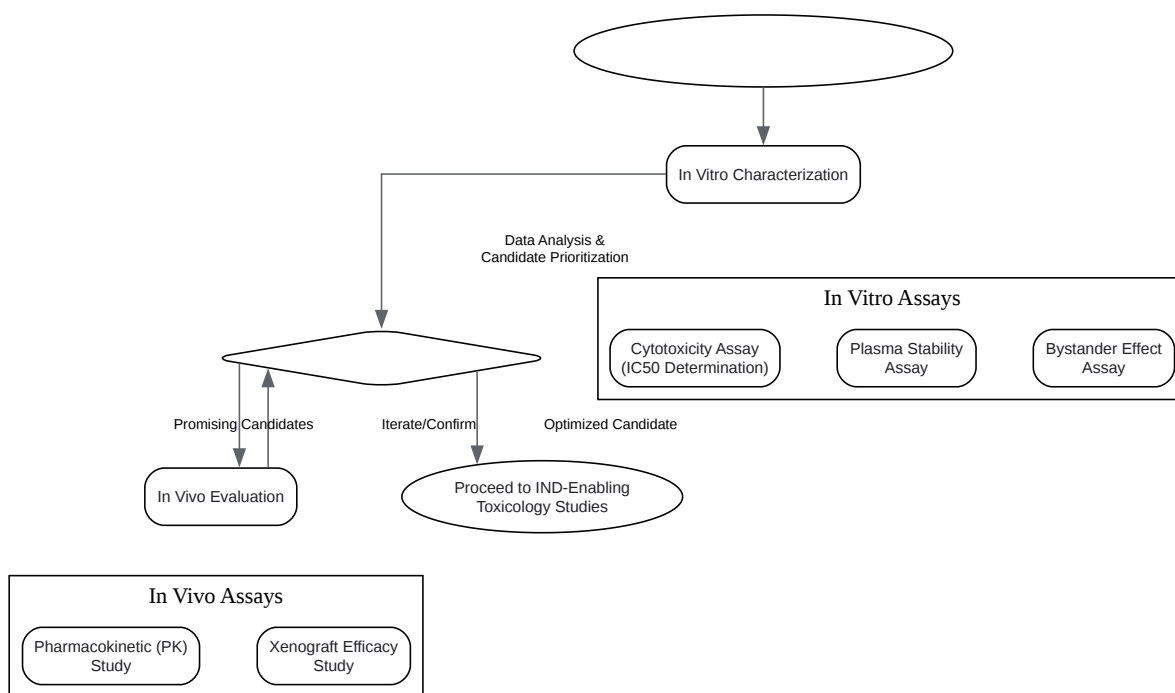 In Vitro Characterization
Data Analysis &
Candidate Prioritization
In Vitro Assays
Cytotoxicity Assay
(IC50 Determination)
Plasma Stability
Assay
Bystander Effect
Assay
Promising Candidates
Iterate/Confirm
Optimized Candidate
In Vivo Evaluation
Proceed to IND-Enabling
Toxicology Studies
In Vivo Assays
Pharmacokinetic (PK)
Study
Xenograft Efficacy
Study